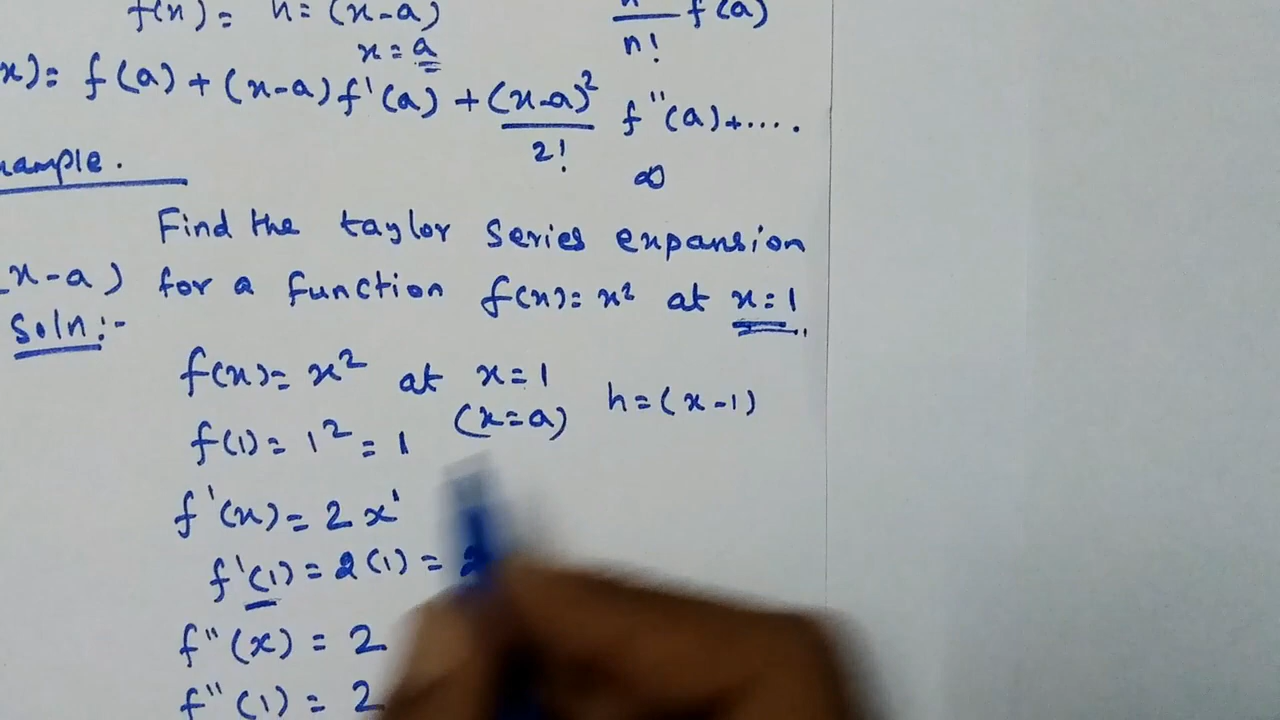 f(x) = h = (x-a)
n! f(a)
x = a
x) = f(a) + (x-a) f'(a) + (x-a)² / 2! f''(a) + ....
∞
xample.
Find the taylor series expansion
x-a) for a function f(x) = x² at x=1
Soln:-
f(x) = x² at x = 1
(x=a) h = (x-1)
f(1) = 1² = 1
f'(x) = 2x'
f'(1) = 2(1) = 2
f''(x) = 2
f''(1) = 2